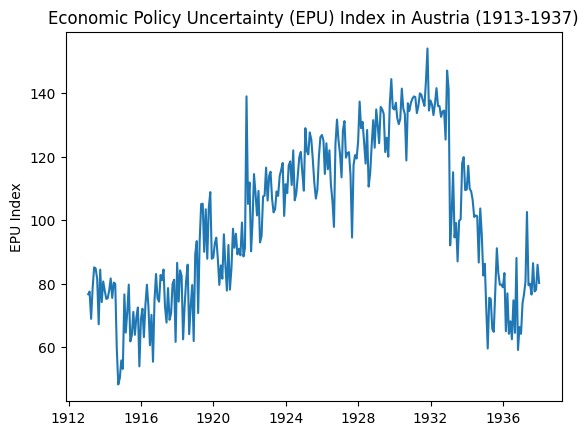 Economic Policy Uncertainty (EPU) Index in Austria (1913-1937)
EPU Index
140
120
100
80
60
1912 1916 1920 1924 1928 1932 1936